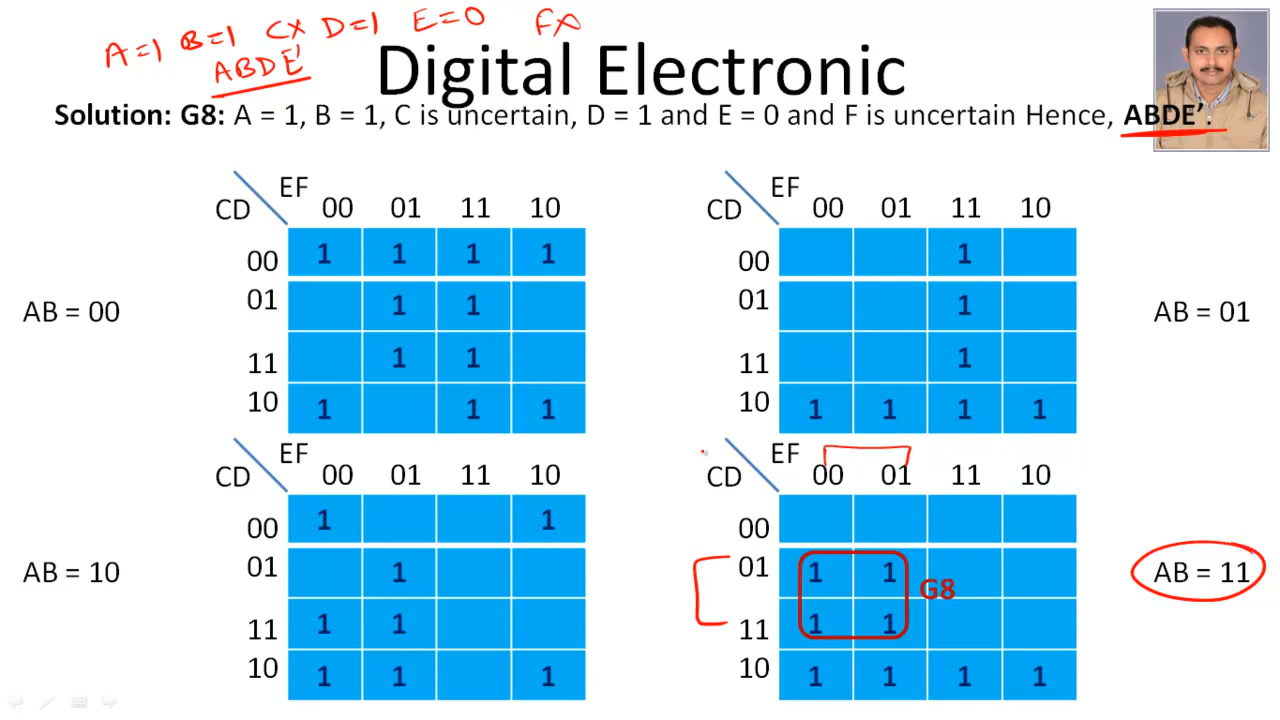 A=1 B=1 Cx D=1 E=0 Fx
ABDE'
Digital Electronic
Solution: G8: A = 1, B = 1, C is uncertain, D = 1 and E = 0 and F is uncertain Hence, ABDE'.
EF
CD 00 01 11 10
00 1 1 1 1
01 1 1
11 1 1
10 1 1 1
AB = 00
EF
CD 00 01 11 10
00 1
01 1
11 1
10 1 1 1 1
AB = 01
EF
CD 00 01 11 10
00 1 1
01 1
11 1 1
10 1 1 1
AB = 10
EF
CD 00 01 11 10
00
01 1 1
G8
11 1 1
10 1 1 1 1
AB = 11